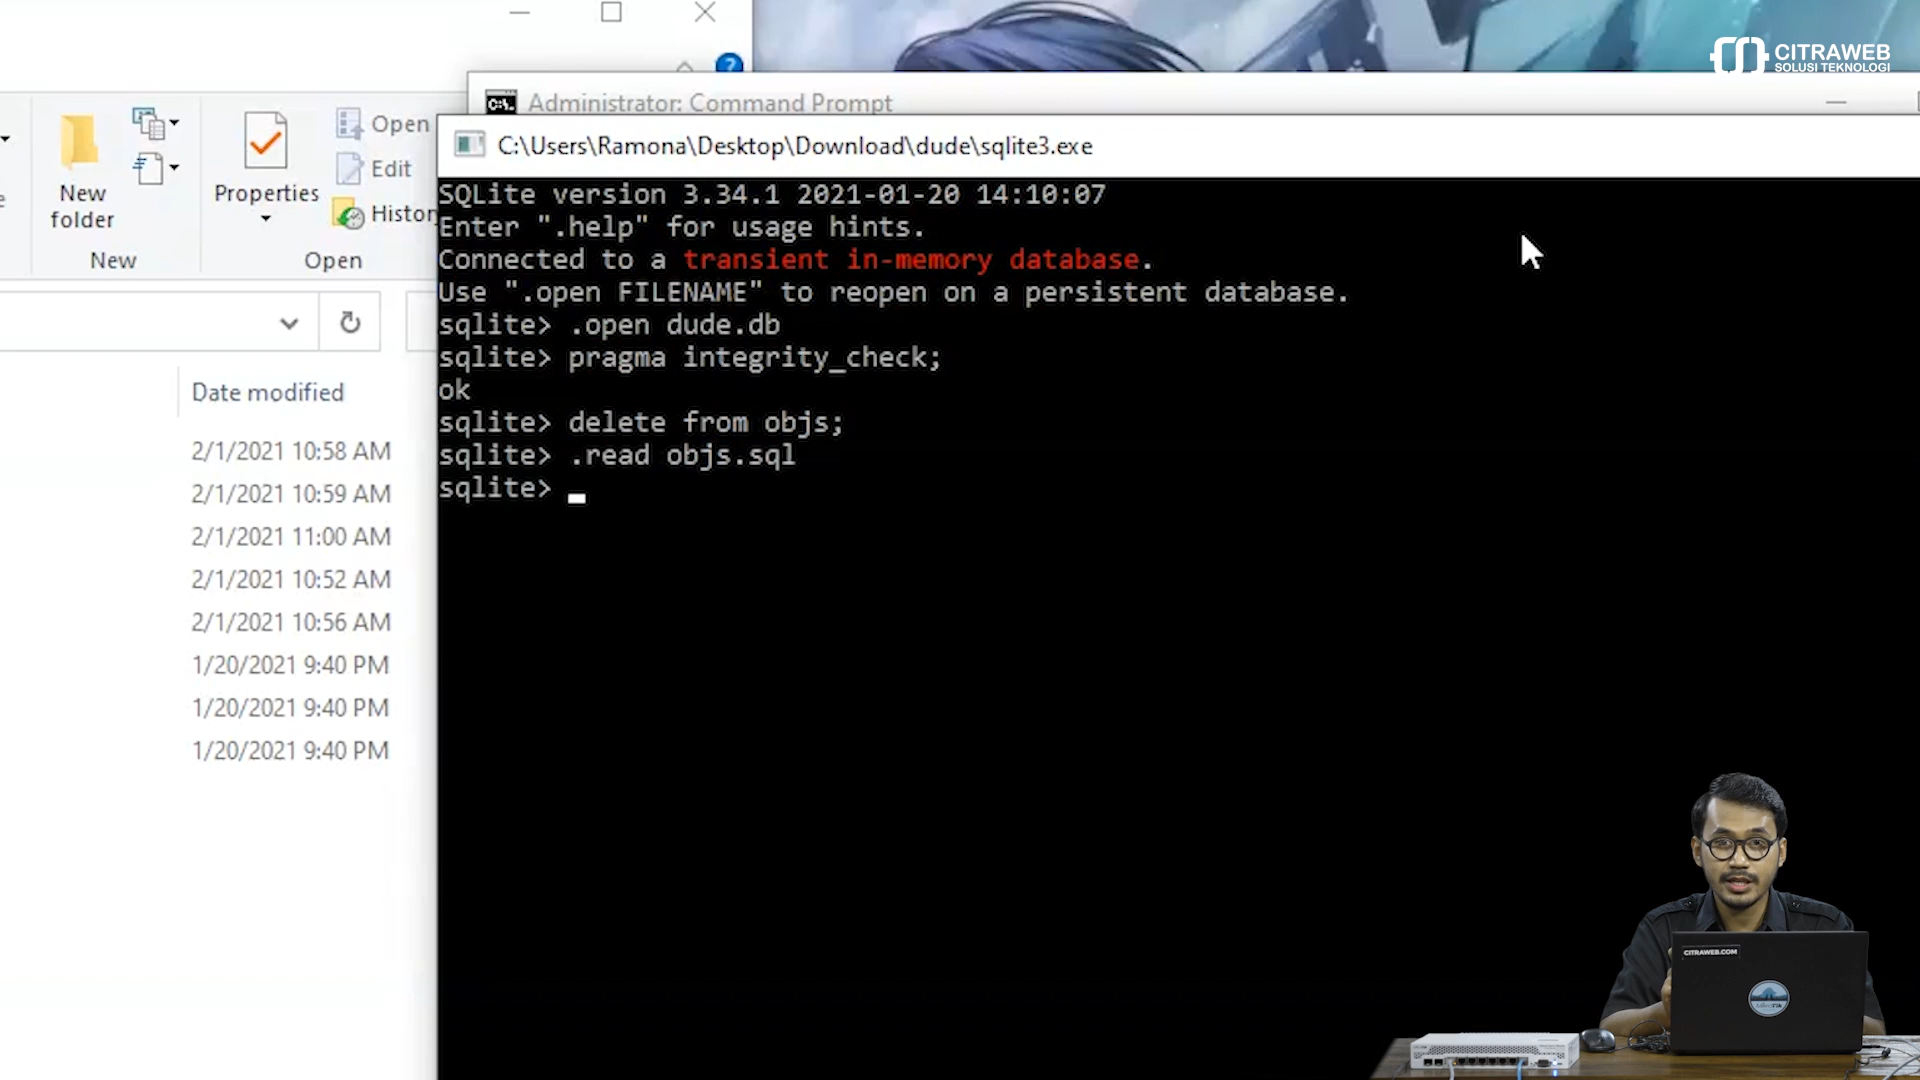 CITRAWEB
SOLUSI TEKNOLOGI
?
C:\.
Administrator: Command Prompt
New
folder
New
Properties
Open
Edit
Histor
Open
C:\Users\Ramona\Desktop\Download\dude\sqlite3.exe
SQLite version 3.34.1 2021-01-20 14:10:07
Enter ".help" for usage hints.
Connected to a transient in-memory database.
Use ".open FILENAME" to reopen on a persistent database.
sqlite> .open dude.db
sqlite> pragma integrity_check;
ok
sqlite> delete from objs;
sqlite> .read objs.sql
sqlite>
Date modified
2/1/2021 10:58 AM
2/1/2021 10:59 AM
2/1/2021 11:00 AM
2/1/2021 10:52 AM
2/1/2021 10:56 AM
1/20/2021 9:40 PM
1/20/2021 9:40 PM
1/20/2021 9:40 PM
CITRAWEB.COM